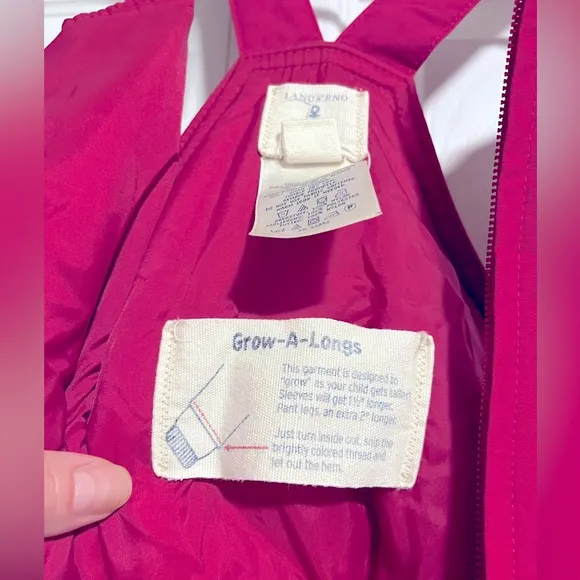 LANDS' END
Grow-A-Longs
This garment is designed to
"grow" as your child gets taller!
Sleeves will get 1½" longer.
Pant legs, an extra 2" longer.
Just turn inside out, snip the
brightly colored thread and
let out the hem.